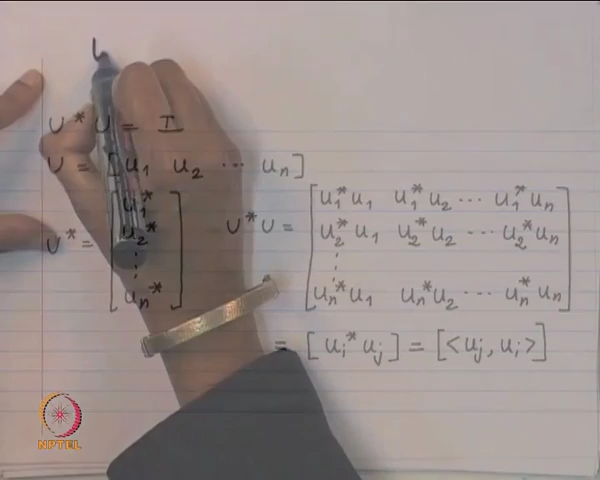 U * U = I
U = [ u₁ u₂ ⋯ uₙ ]
U* = [ u₁* u₂* ⋮ uₙ* ] U*U = [ u₁*u₁ u₁*u₂ ⋯ u₁*uₙ
u₂*u₁ u₂*u₂ ⋯ u₂*uₙ
⋮
uₙ*u₁ uₙ*u₂ ⋯ uₙ*uₙ ]
= [ uᵢ*uⱼ ] = [<uⱼ, uᵢ>]
NPTEL